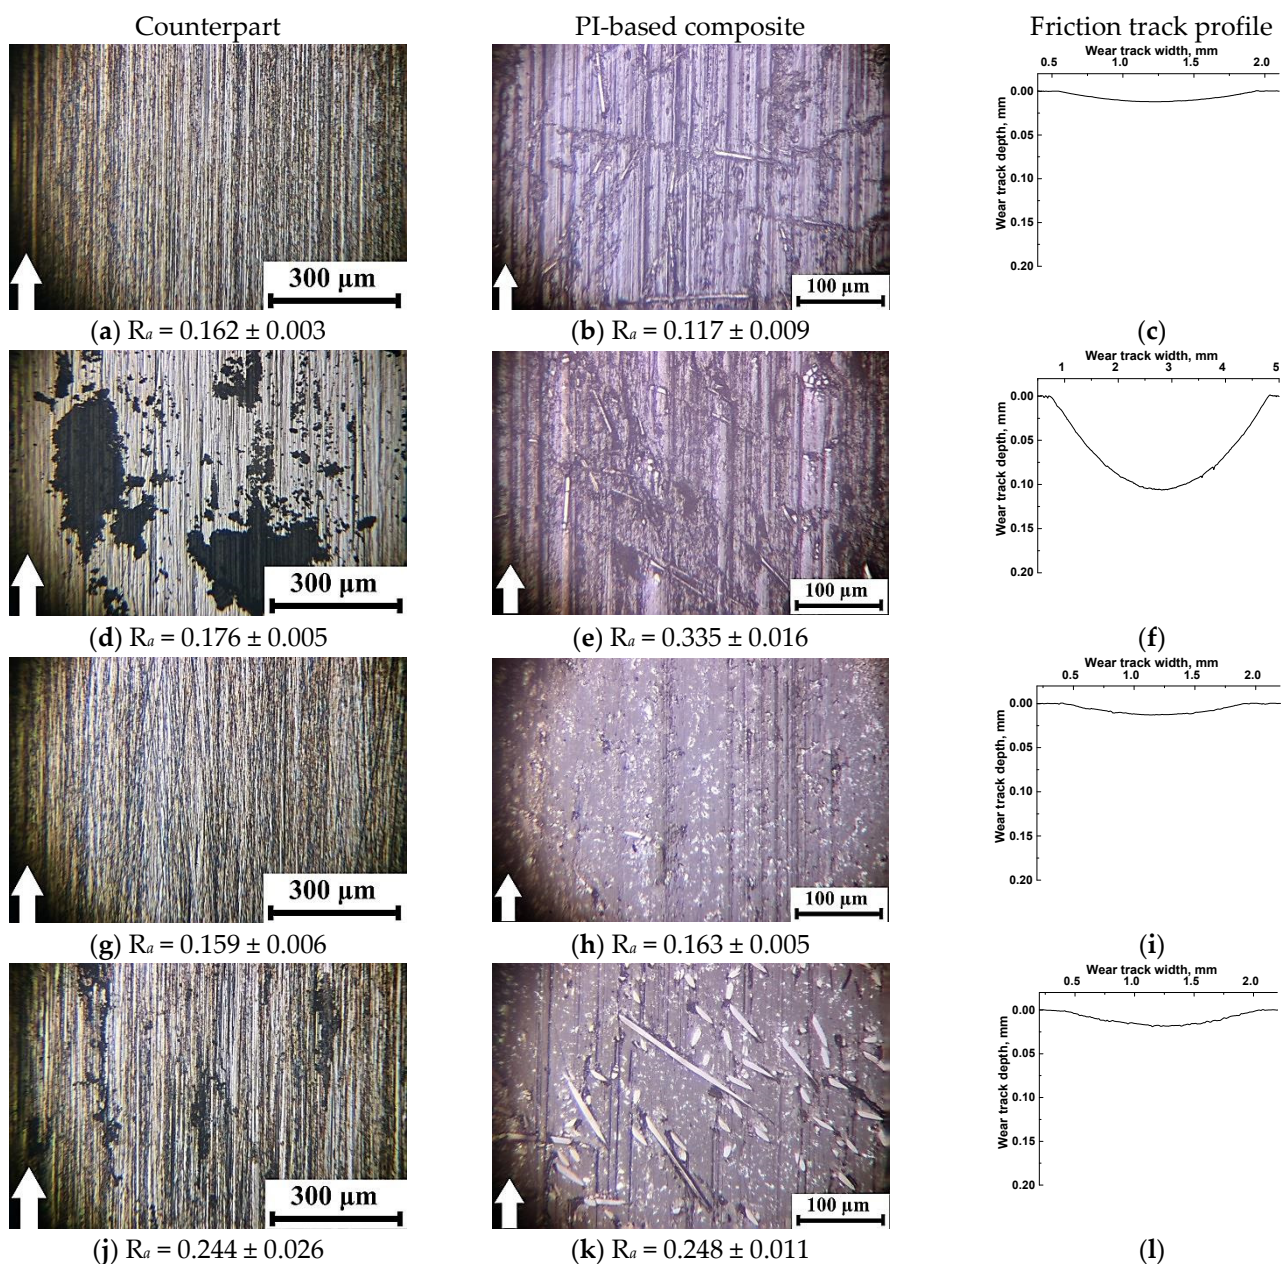 Counterpart
PI-based composite
Friction track profile
300 µm
100 µm
Wear track width, mm
0.5 1.0 1.5 2.0
Wear track depth, mm
0.00
0.05
0.10
0.15
0.20
(a) Ra = 0.162 ± 0.003
(b) Ra = 0.117 ± 0.009
(c)
300 µm
100 µm
Wear track width, mm
1 2 3 4 5
Wear track depth, mm
0.00
0.05
0.10
0.15
0.20
(d) Ra = 0.176 ± 0.005
(e) Ra = 0.335 ± 0.016
(f)
300 µm
100 µm
Wear track width, mm
0.5 1.0 1.5 2.0
Wear track depth, mm
0.00
0.05
0.10
0.15
0.20
(g) Ra = 0.159 ± 0.006
(h) Ra = 0.163 ± 0.005
(i)
300 µm
100 µm
Wear track width, mm
0.5 1.0 1.5 2.0
Wear track depth, mm
0.00
0.05
0.10
0.15
0.20
(j) Ra = 0.244 ± 0.026
(k) Ra = 0.248 ± 0.011
(l)